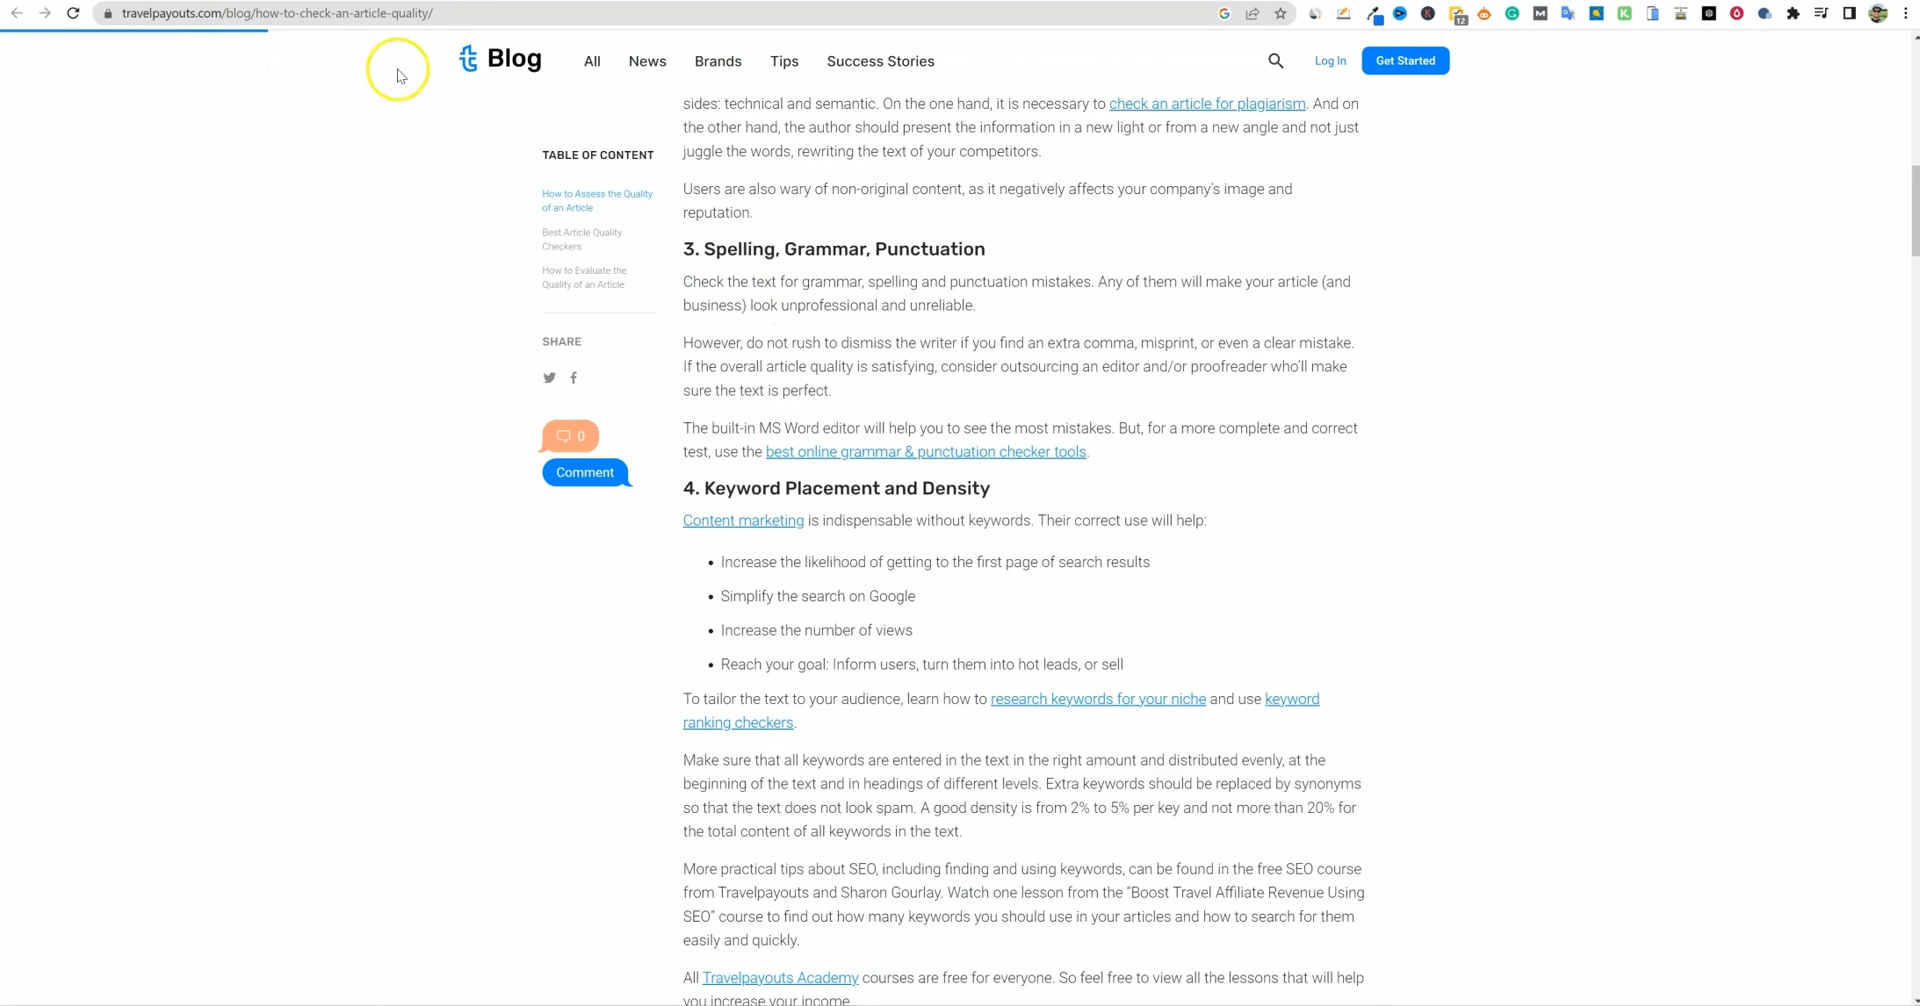 travelpayouts.com/blog/how-to-check-an-article-quality/
12
Blog
All
News
Brands
Tips
Success Stories
Log In
Get Started
TABLE OF CONTENT
How to Assess the Quality
of an Article
Best Article Quality
Checkers
How to Evaluate the
Quality of an Article
SHARE
0
Comment
sides: technical and semantic. On the one hand, it is necessary to check an article for plagiarism. And on
the other hand, the author should present the information in a new light or from a new angle and not just
juggle the words, rewriting the text of your competitors.
Users are also wary of non-original content, as it negatively affects your company's image and
reputation.
3. Spelling, Grammar, Punctuation
Check the text for grammar, spelling and punctuation mistakes. Any of them will make your article (and
business) look unprofessional and unreliable.
However, do not rush to dismiss the writer if you find an extra comma, misprint, or even a clear mistake.
If the overall article quality is satisfying, consider outsourcing an editor and/or proofreader who'll make
sure the text is perfect.
The built-in MS Word editor will help you to see the most mistakes. But, for a more complete and correct
test, use the best online grammar & punctuation checker tools.
4. Keyword Placement and Density
Content marketing is indispensable without keywords. Their correct use will help:
• Increase the likelihood of getting to the first page of search results
• Simplify the search on Google
• Increase the number of views
• Reach your goal: Inform users, turn them into hot leads, or sell
To tailor the text to your audience, learn how to research keywords for your niche and use keyword
ranking checkers.
Make sure that all keywords are entered in the text in the right amount and distributed evenly, at the
beginning of the text and in headings of different levels. Extra keywords should be replaced by synonyms
so that the text does not look spam. A good density is from 2% to 5% per key and not more than 20% for
the total content of all keywords in the text.
More practical tips about SEO, including finding and using keywords, can be found in the free SEO course
from Travelpayouts and Sharon Gourlay. Watch one lesson from the "Boost Travel Affiliate Revenue Using
SEO" course to find out how many keywords you should use in your articles and how to search for them
easily and quickly.
All Travelpayouts Academy courses are free for everyone. So feel free to view all the lessons that will help
you increase your income